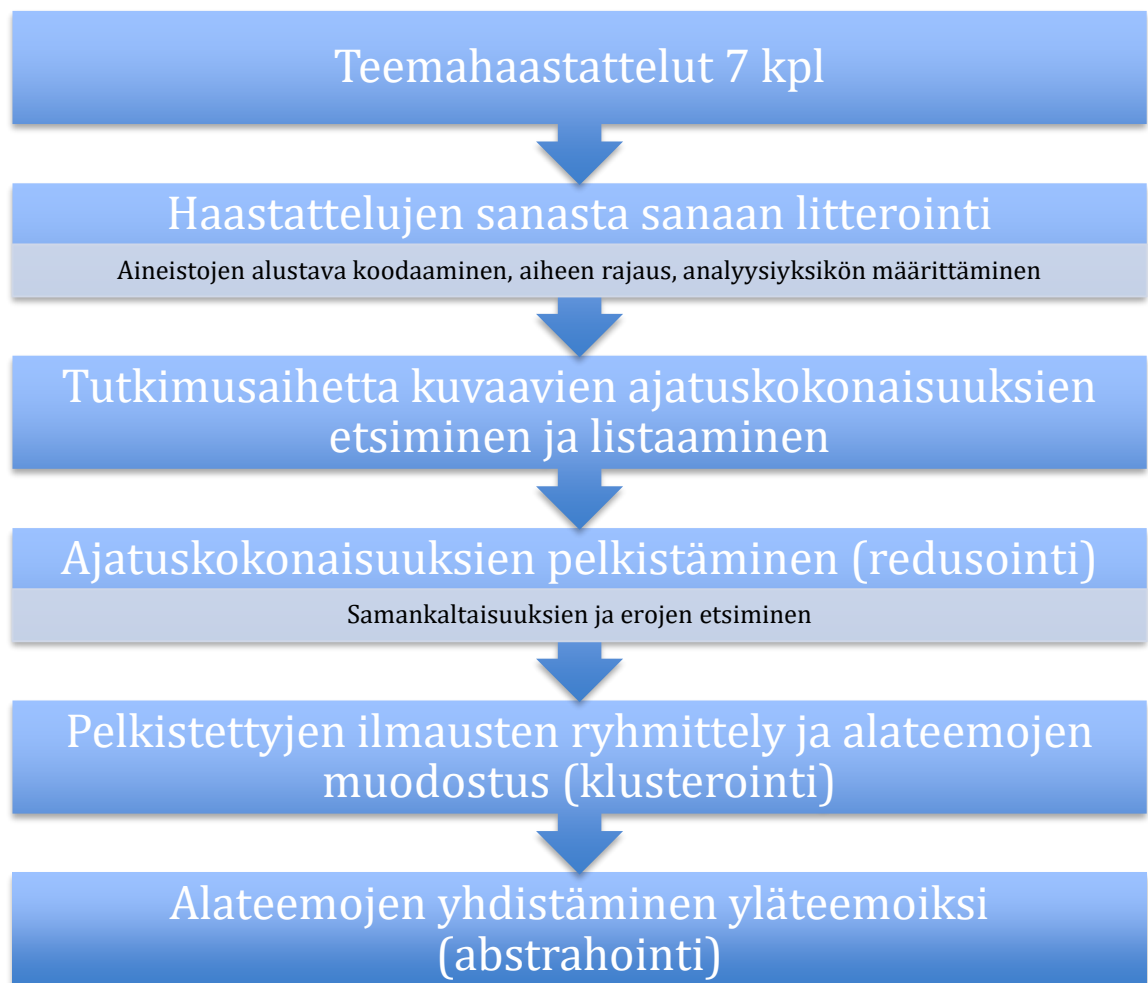 Teemahaastattelut 7 kpl
Haastattelujen sanasta sanaan litterointi
Aineistojen alustava koodaaminen, aiheen rajaus, analyysiyksikön määrittäminen
Tutkimusaihetta kuvaavien ajatuskokonaisuuksien
etsiminen ja listaaminen
Ajatuskokonaisuuksien pelkistäminen (redusointi)
Samankaltaisuuksien ja erojen etsiminen
Pelkistettyjen ilmausten ryhmittely ja alateemojen
muodostus (klusterointi)
Alateemojen yhdistäminen yläteemoiksi
(abstrahointi)